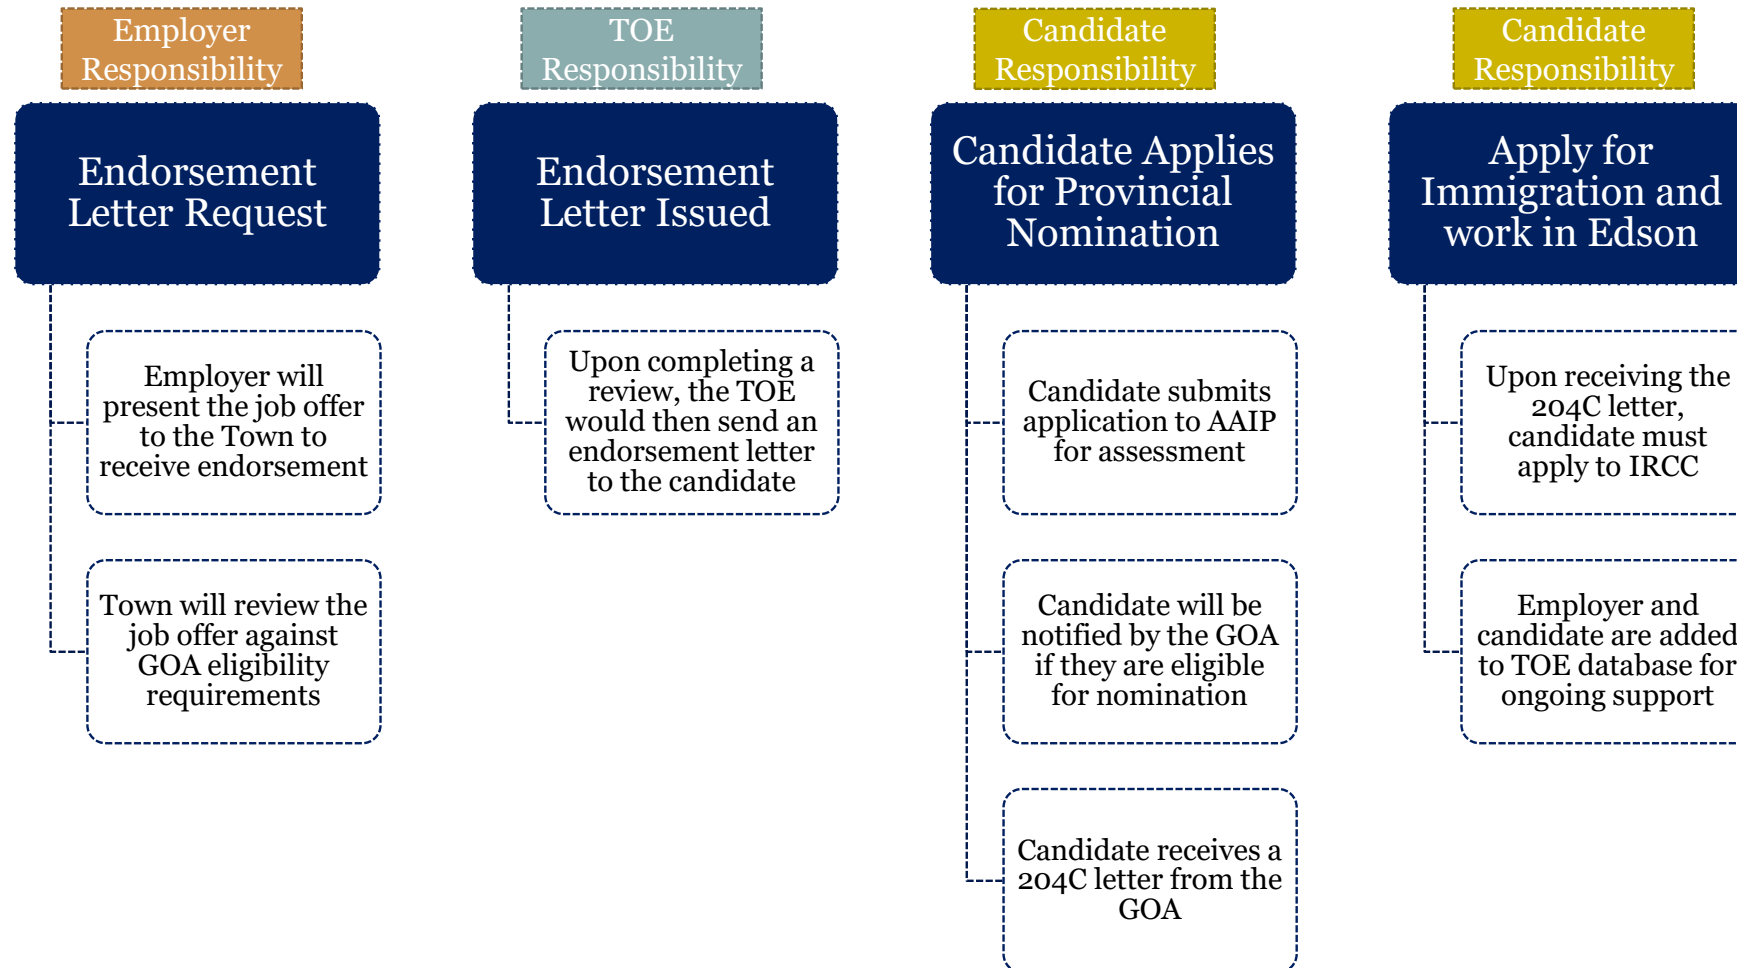 Employer
Responsibility
Endorsement
Letter Request
Employer will
present the job offer
to the Town to
receive endorsement
Town will review the
job offer against
GOA eligibility
requirements
TOE
Responsibility
Endorsement
Letter Issued
Upon completing a
review, the TOE
would then send an
endorsement letter
to the candidate
Candidate
Responsibility
Candidate Applies
for Provincial
Nomination
Candidate submits
application to AAIP
for assessment
Candidate will be
notified by the GOA
if they are eligible
for nomination
Candidate receives a
204C letter from the
GOA
Candidate
Responsibility
Apply for
Immigration and
work in Edson
Upon receiving the
204C letter,
candidate must
apply to IRCC
Employer and
candidate are added
to TOE database for
ongoing support